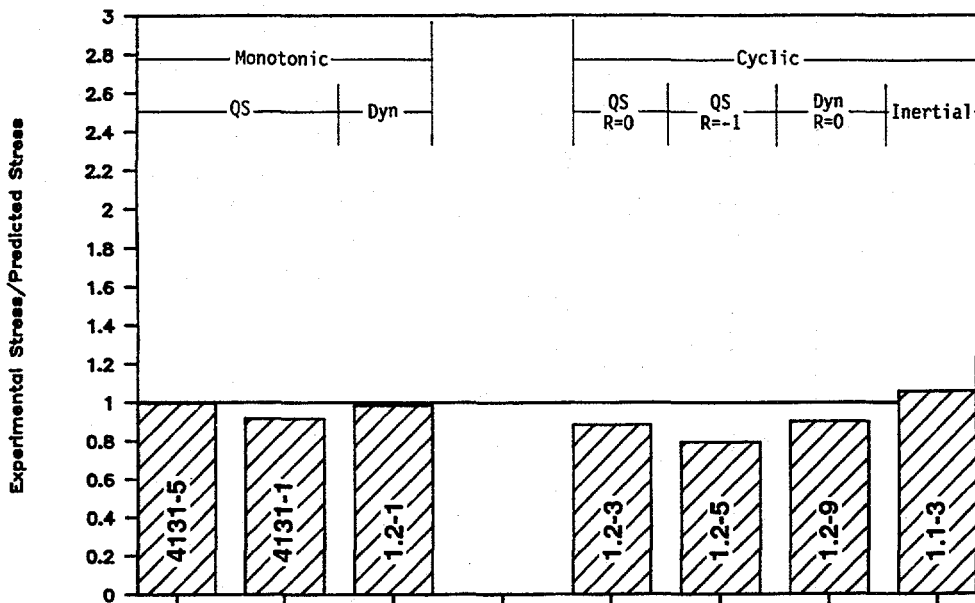 Experimental Stress/Predicted Stress
3
2.8
2.6
2.4
2.2
2
1.8
1.6
1.4
1.2
1
0.8
0.6
0.4
0.2
0
Monotonic
Cyclic
QS
Dyn
QS
R=0
QS
R=-1
Dyn
R=0
Inertial
4131-5
4131-1
1.2-1
1.2-3
1.2-5
1.2-9
1.1-3